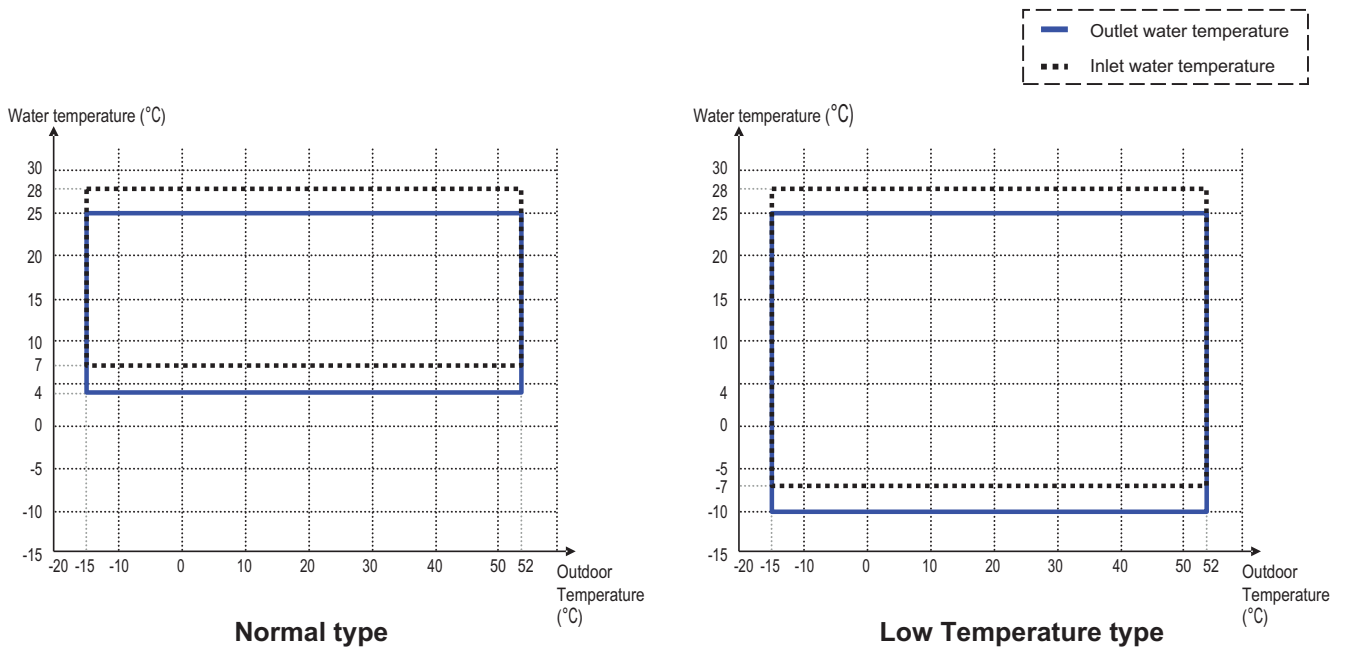 Outlet water temperature
Inlet water temperature
Water temperature (°C)
30
28
25
20
15
10
7
4
0
-5
-10
-15
-20 -15 -10 0 10 20 30 40 50 52
Outdoor
Temperature
(°C)
Normal type
Water temperature (°C)
30
28
25
20
15
10
7
4
0
-5
-7
-10
-15
-20 -15 -10 0 10 20 30 40 50 52
Outdoor
Temperature
(°C)
Low Temperature type